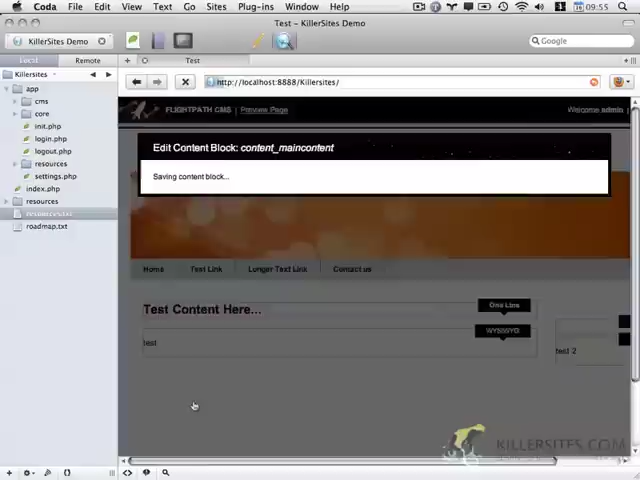 Coda File Edit View Text Go Sites Plug-ins Window Help 09:55
Test - KillerSites Demo
KillerSites Demo
Google
Local Remote Test
Killersites
http://localhost:8888/Killersites/
app
cms
core
init.php
login.php
logout.php
resources
settings.php
index.php
resources
roadmap.txt
FLIGHTPATH CMS Preview Page Welcome admin
Edit Content Block: content_maincontent
Saving content block...
Home Test Link Longer Text Link Contact us
Test Content Here...
One Line
WYSIWYG
test
test 2
KILLERSITES.COM